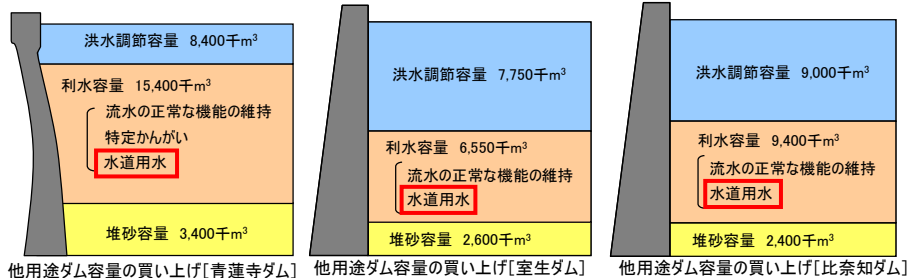 洪水調節容量 8,400千m³
利水容量 15,400千m³
流水の正常な機能の維持
特定かんがい
水道用水
堆砂容量 3,400千m³
他用途ダム容量の買い上げ[青蓮寺ダム]
洪水調節容量
7,750千m³
利水容量 6,550千m³
流水の正常な機能の維持
水道用水
堆砂容量 2,600千m³
他用途ダム容量の買い上げ[室生ダム]
洪水調節容量
9,000千m³
利水容量 9,400千m³
流水の正常な機能の維持
水道用水
堆砂容量 2,400千m³
他用途ダム容量の買い上げ[比奈知ダム]